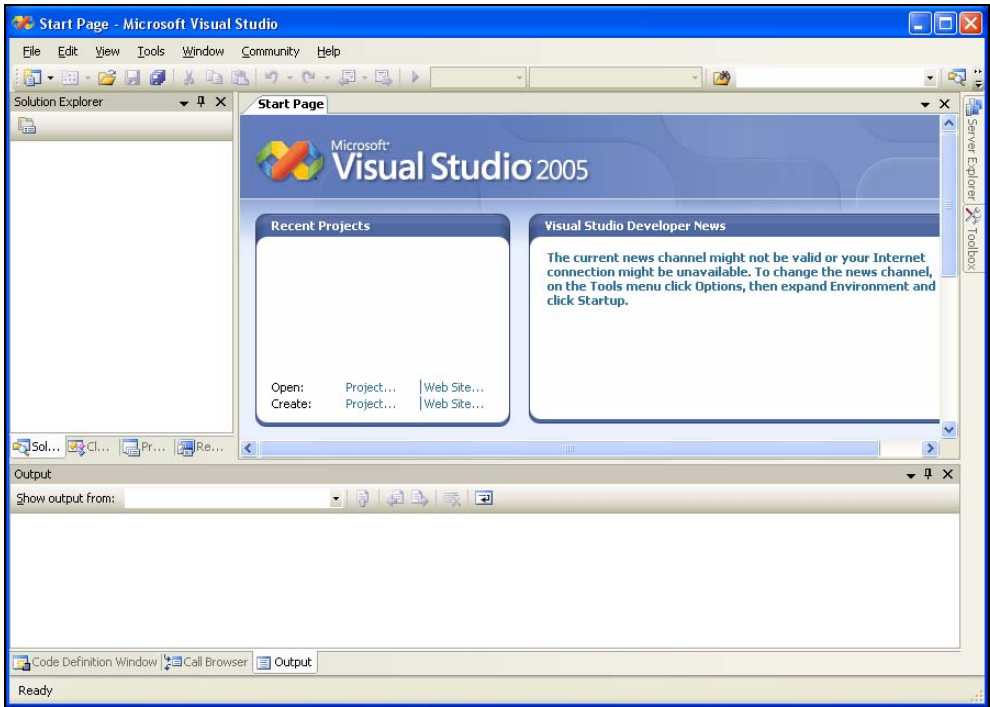 Start Page - Microsoft Visual Studio
File Edit View Tools Window Community Help
Solution Explorer
Start Page
Microsoft
Visual Studio 2005
Recent Projects
Open: Project... Web Site...
Create: Project... Web Site...
Visual Studio Developer News
The current news channel might not be valid or your Internet
connection might be unavailable. To change the news channel,
on the Tools menu click Options, then expand Environment and
click Startup.
Server Explorer
Toolbox
Sol... Cl... Pr... Re...
Output
Show output from:
Code Definition Window Call Browser Output
Ready